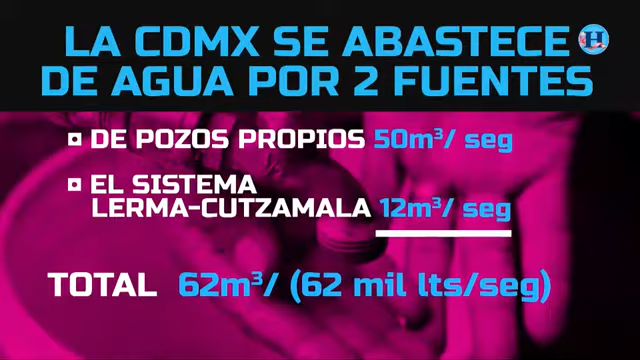 LA CDMX SE ABASTECE
DE AGUA POR 2 FUENTES
DE POZOS PROPIOS 50m³/ seg
EL SISTEMA
LERMA-CUTZAMALA 12m³/ seg
TOTAL 62m³/ (62 mil lts/seg)
H